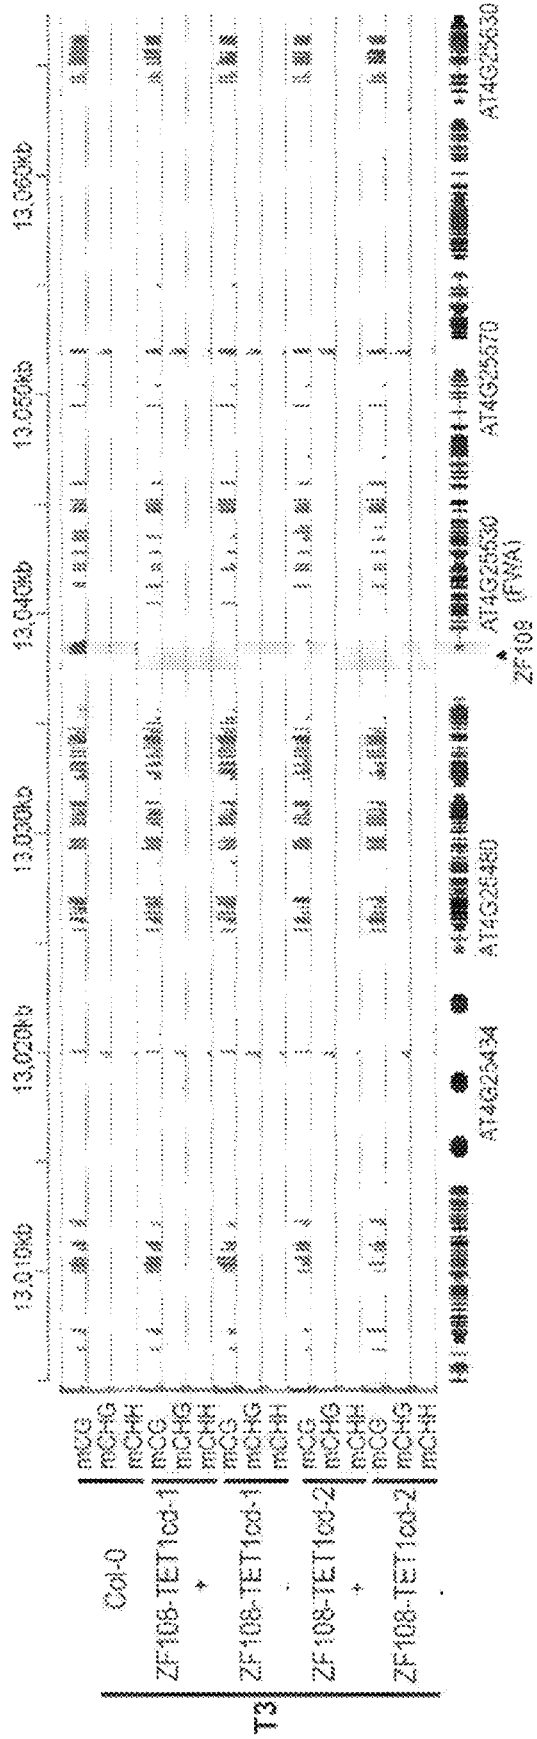 13,010kb 13,020kb 13,030kb 13,040kb 13,050kb 13,060kb
T3
Col-0
mCG
mCHG
mCHH
ZF108-TET1cd-1
+
mCG
mCHG
mCHH
ZF108-TET1cd-1
-
mCG
mCHG
mCHH
ZF108-TET1cd-2
+
mCG
mCHG
mCHH
ZF108-TET1cd-2
-
mCG
mCHG
mCHH
AT4G25434 AT4G25480 AT4G25530 AT4G25570 AT4G25630
(FWA)
ZF108